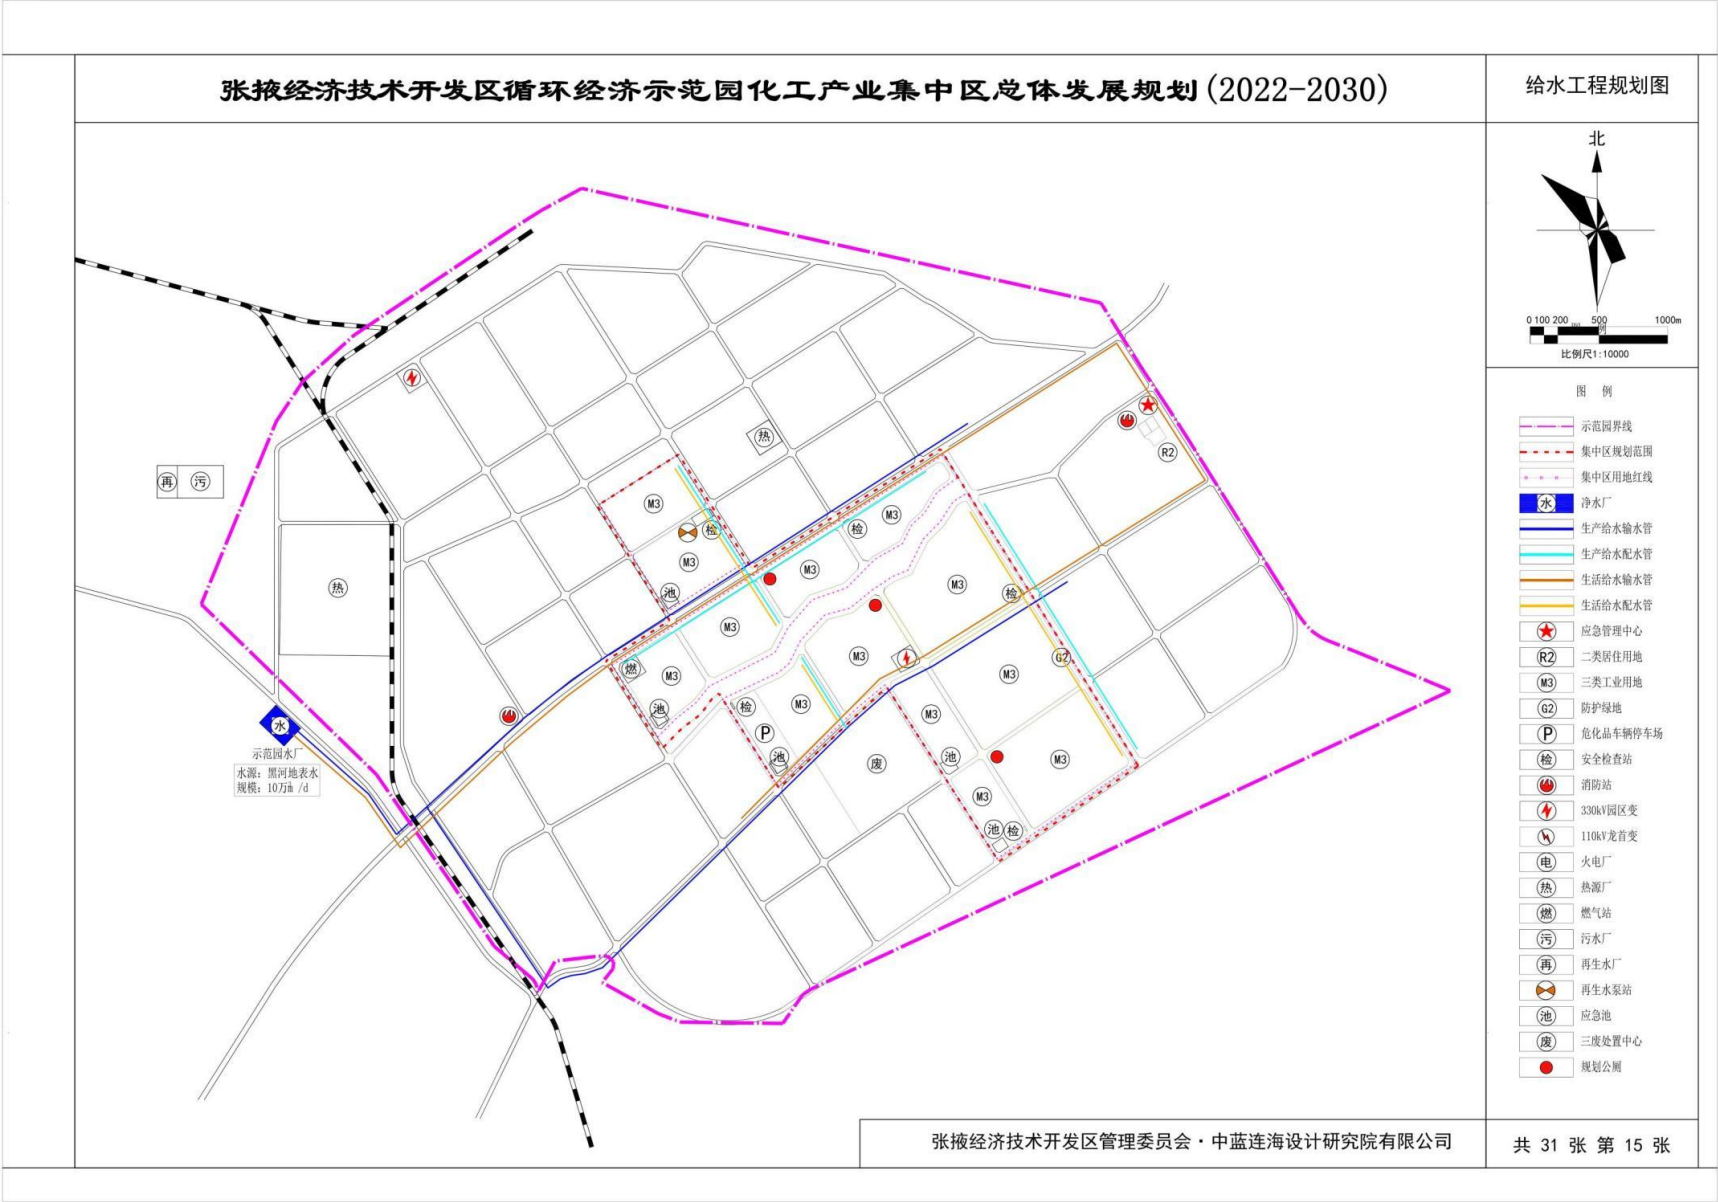 张掖经济技术开发区循环经济示范园化工产业集中区总体发展规划(2022-2030)
给水工程规划图
北
0 100 200 500 1000m
比例尺1:10000
图 例
示范园界线
集中区规划范围
集中区用地红线
水 净水厂
生产给水输水管
生产给水配水管
生活给水输水管
生活给水配水管
应急管理中心
R2 二类居住用地
M3 三类工业用地
G2 防护绿地
P 危化品车辆停车场
检 安全检查站
消防站
330kV园区变
110kV龙首变
电 火电厂
热 热源厂
燃 燃气站
污 污水厂
再 再生水厂
再生水泵站
池 应急池
废 三废处置中心
规划公厕
热
R2
再 污
M3
检
M3
检
M3
M3
热
池
M3
M3
检
M3
燃
M3
M3
G2
M3
池
检
M3
M3
水
P
示范园水厂
池
废
池
M3
水源: 黑河地表水
规模: 10万m /d
M3
池 检
张掖经济技术开发区管理委员会·中蓝连海设计研究院有限公司
共 31 张 第 15 张